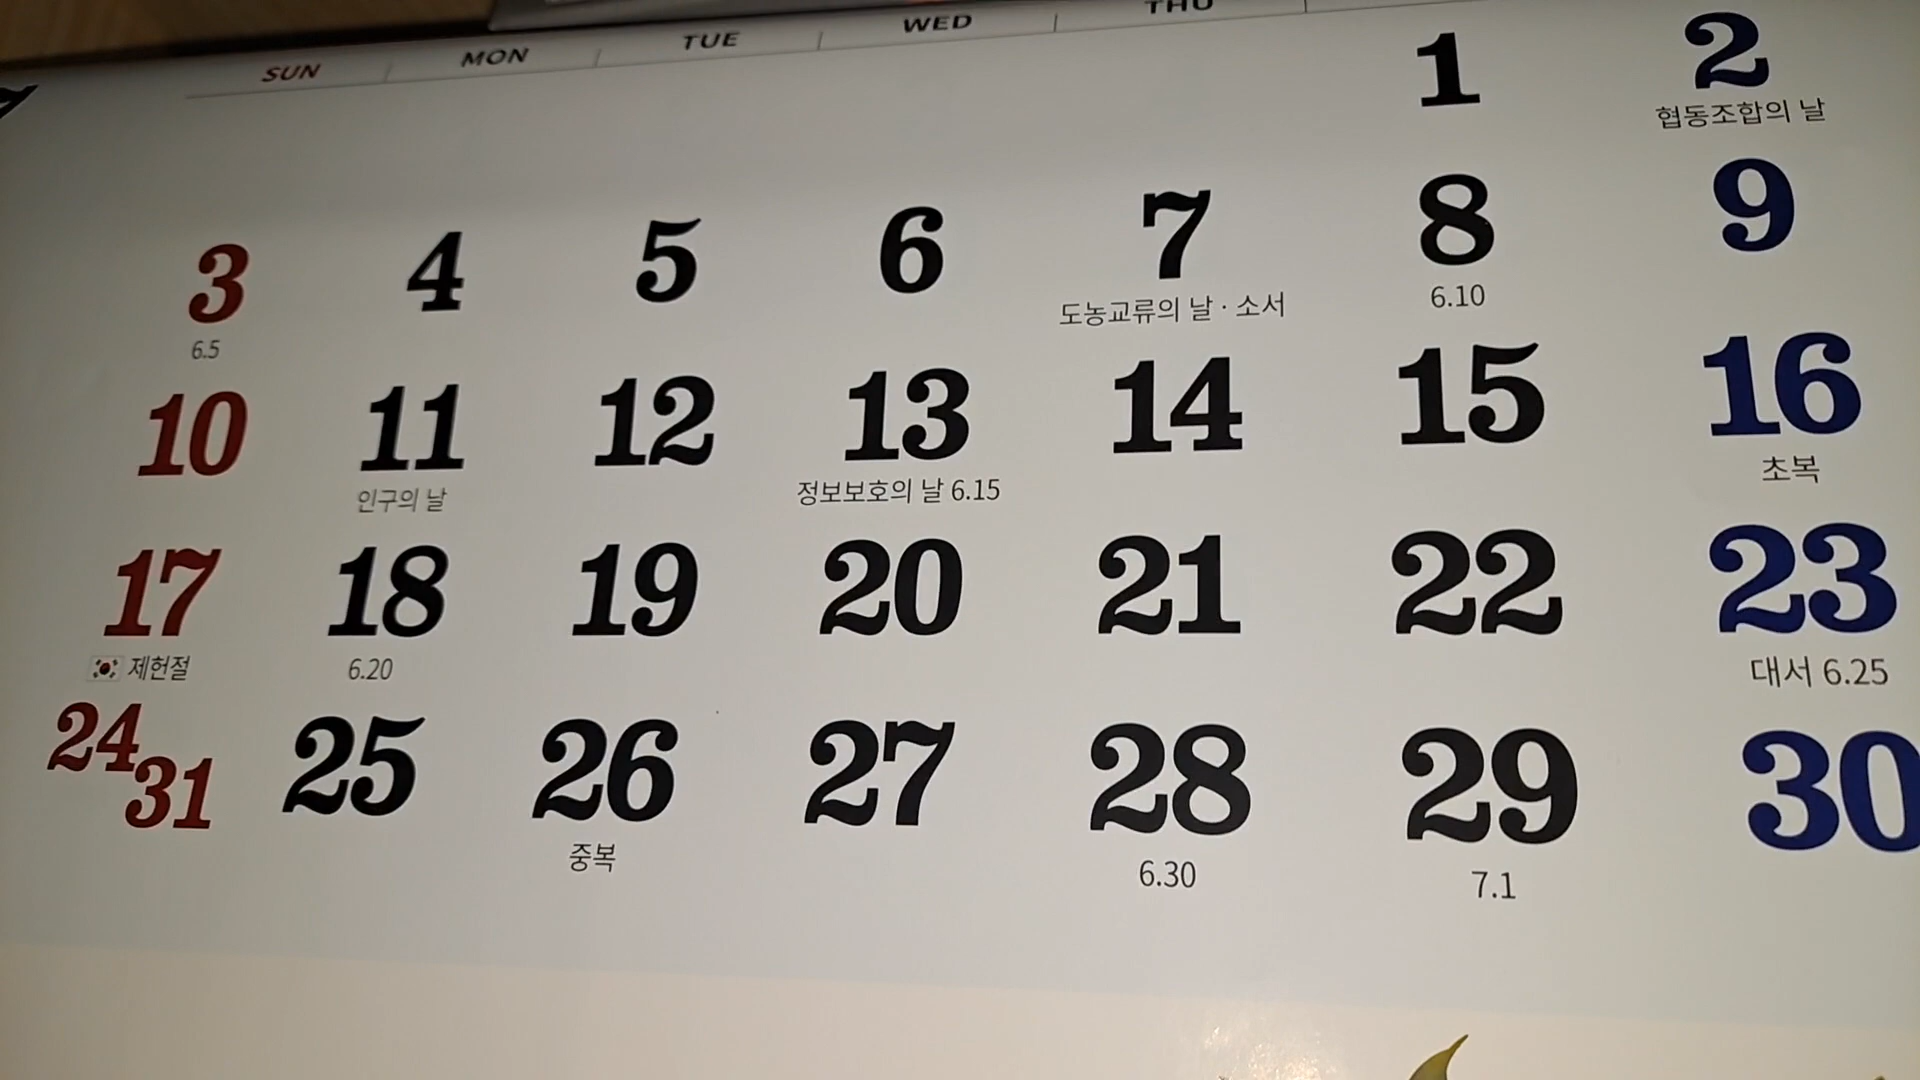 SUN MON TUE WED THU
1 2
협동조합의 날
3 4 5 6 7 8 9
6.5 도농교류의 날 · 소서 6.10
10 11 12 13 14 15 16
인구의 날 정보보호의 날 6.15 초복
17 18 19 20 21 22 23
제헌절 6.20 대서 6.25
24 31 25 26 27 28 29 30
중복 6.30 7.1